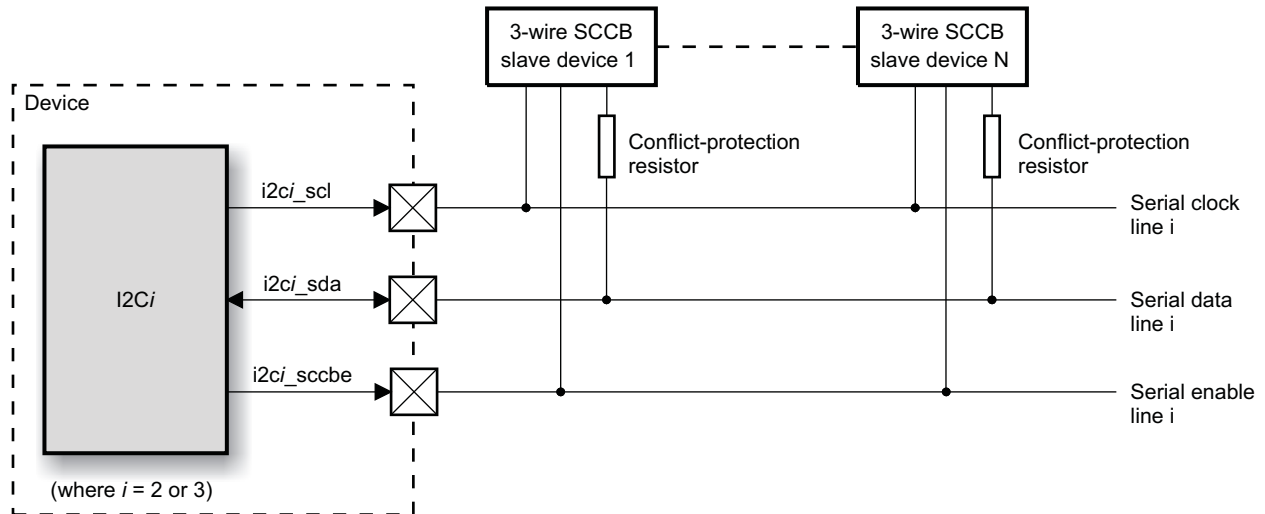 3-wire SCCB
slave device 1
3-wire SCCB
slave device N
Device
Conflict-protection
resistor
Conflict-protection
resistor
i2ci_scl
Serial clock
line i
I2Ci
i2ci_sda
Serial data
line i
i2ci_sccbe
Serial enable
line i
(where i = 2 or 3)